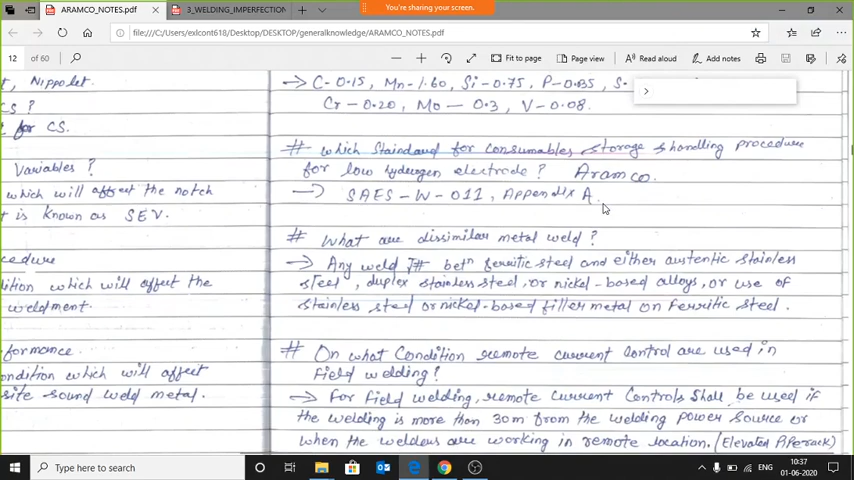 ARAMCO_NOTES.pdf
3_WELDING_IMPERFECTION
You're sharing your screen.
file:///C:/Users/exlcont618/Desktop/DESKTOP/generalknowledge/ARAMCO_NOTES.pdf
12 of 60
Fit to page
Page view
Read aloud
Add notes
t, Nippolet.
CS ?
for CS.
Variables ?
which will affect the notch
t is known as SEV.
ocedure
dition which will affect the
weldment.
formance
ondition which will affect
site sound weld metal.
→ C-0.15, Mn-1.60, Si-0.75, P-0.035, S-
Cr-0.20, Mo-0.3, V-0.08.
# which Standard for consumables storage & handling procedure
for low hydrogen electrode? Aramco.
→ SAES-W-011, Appendix A.
# What are dissimilar metal weld ?
→ Any weld J# betn ferritic steel and either austentic stainless
steel, duplex stainless steel, or nickel-based alloys, or use of
stainless steel or nickel-based filler metal on ferritic steel.
# On what Condition remote current control are used in
field welding?
→ For field welding, remote current Controls shall be used if
the welding is more than 30m from the welding power source or
when the welders are working in remote location. (Elevated Piperack)
Type here to search
ENG
10:37
01-06-2020